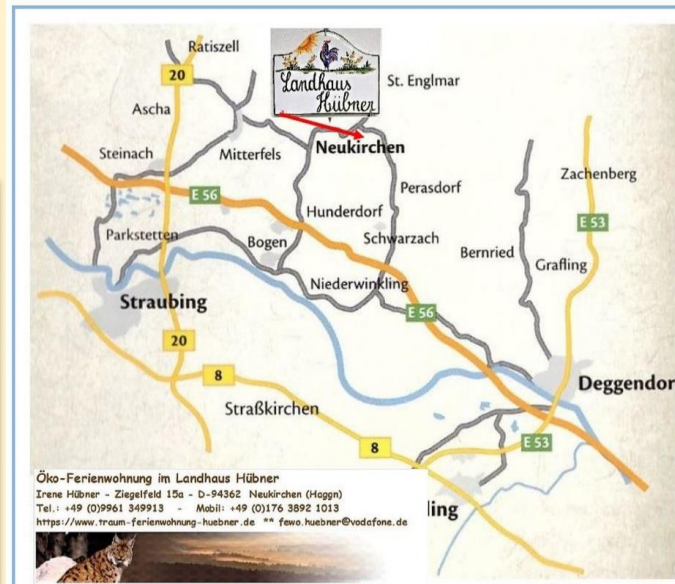 Ratiszell
20
Landhaus
Hübner
St. Englmar
Ascha
Steinach
Mitterfels
Neukirchen
Zachenberg
E 56
Perasdorf
Hunderdorf
E 53
Parkstetten
Bogen
Schwarzach
Bernried
Grafling
Niederwinkling
Straubing
E 56
20
8
Deggendor
Straßkirchen
8
E 53
ling
Öko-Ferienwohnung im Landhaus Hübner
Irene Hübner - Ziegelfeld 15a - D-94362 Neukirchen (Haggn)
Tel.: +49 (0)9961 349913 - Mobil: +49 (0)176 3892 1013
https://www.traum-ferienwohnung-huebner.de ** fewo.huebner@vodafone.de